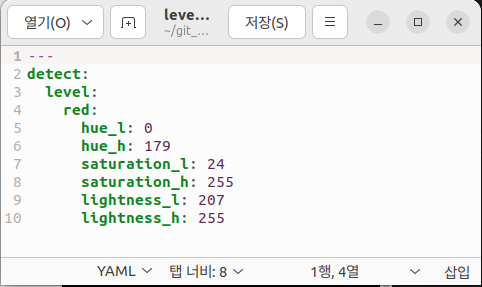 열기(O)
leve...
~/git_...
저장(S)
1 ---
2 detect:
3   level:
4     red:
5       hue_l: 0
6       hue_h: 179
7       saturation_l: 24
8       saturation_h: 255
9       lightness_l: 207
10       lightness_h: 255
YAML 탭 너비: 8 1행, 4열 삽입